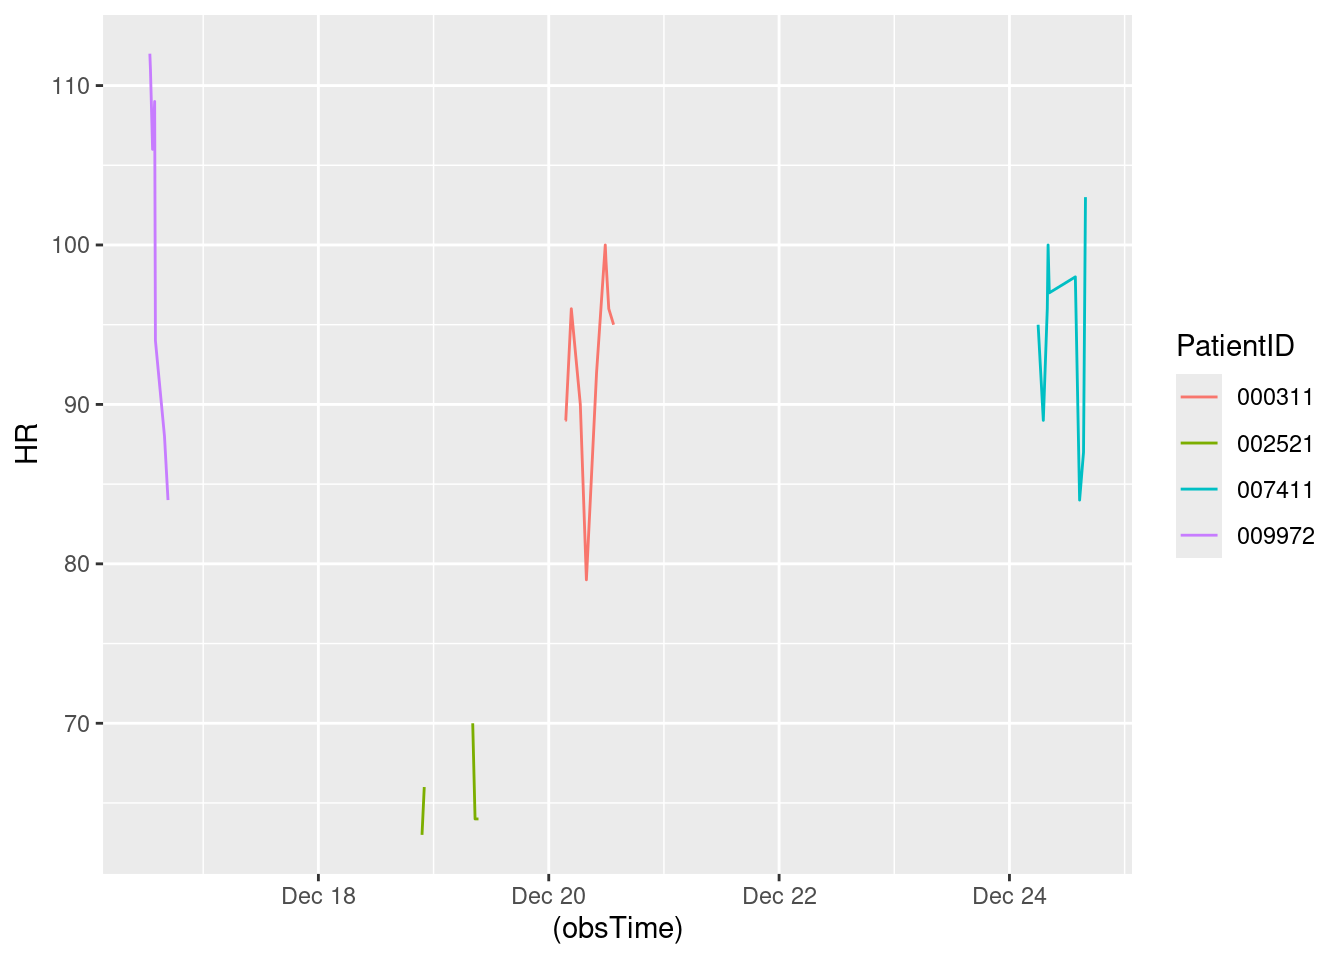 110
100
90
80
70
HR
Dec 18
Dec 20
Dec 22
Dec 24
(obsTime)
PatientID
000311
002521
007411
009972